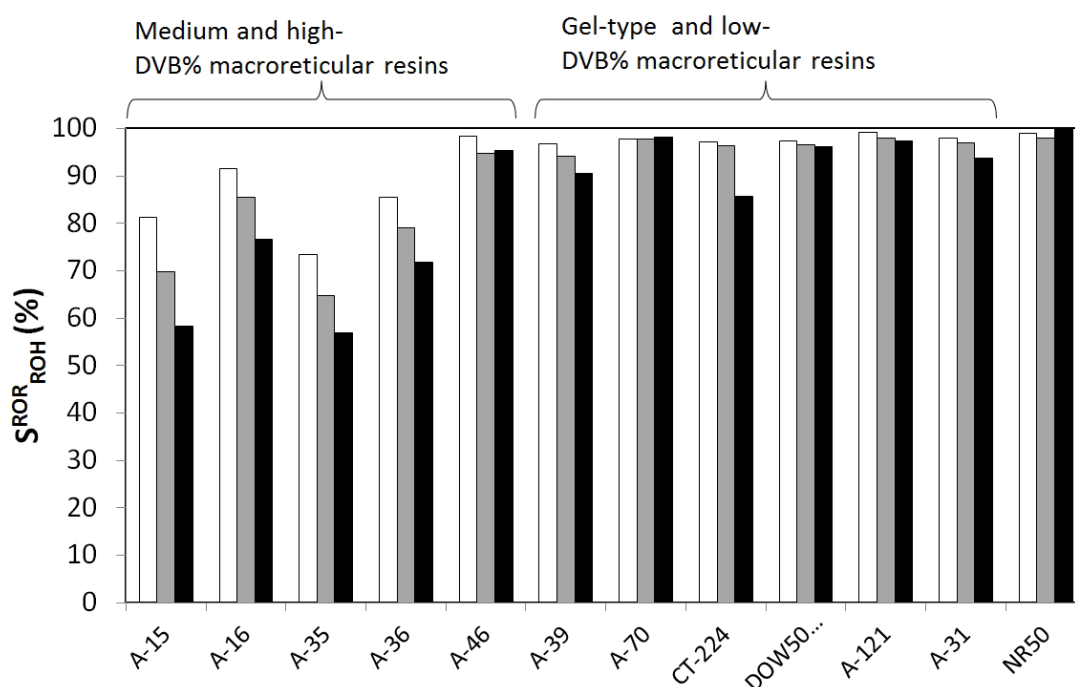 Medium and high-
DVB% macroreticular resins
Gel-type and low-
DVB% macroreticular resins
100
90
80
70
60
50
40
30
20
10
0
S^ROR_ROH (%)
A-15
A-16
A-35
A-36
A-46
A-39
A-70
CT-224
DOW50...
A-121
A-31
NR50